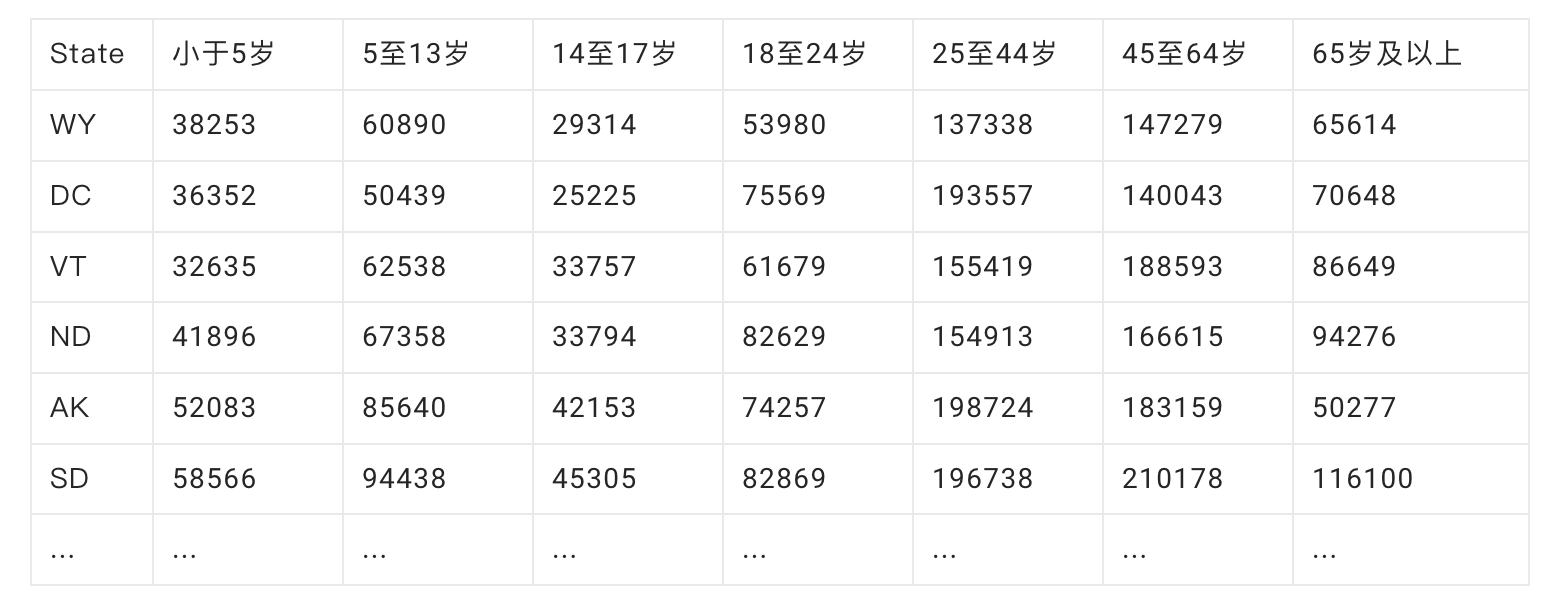 State 小于5岁 5至13岁 14至17岁 18至24岁 25至44岁 45至64岁 65岁及以上
WY 38253 60890 29314 53980 137338 147279 65614
DC 36352 50439 25225 75569 193557 140043 70648
VT 32635 62538 33757 61679 155419 188593 86649
ND 41896 67358 33794 82629 154913 166615 94276
AK 52083 85640 42153 74257 198724 183159 50277
SD 58566 94438 45305 82869 196738 210178 116100
... ... ... ... ... ... ... ...